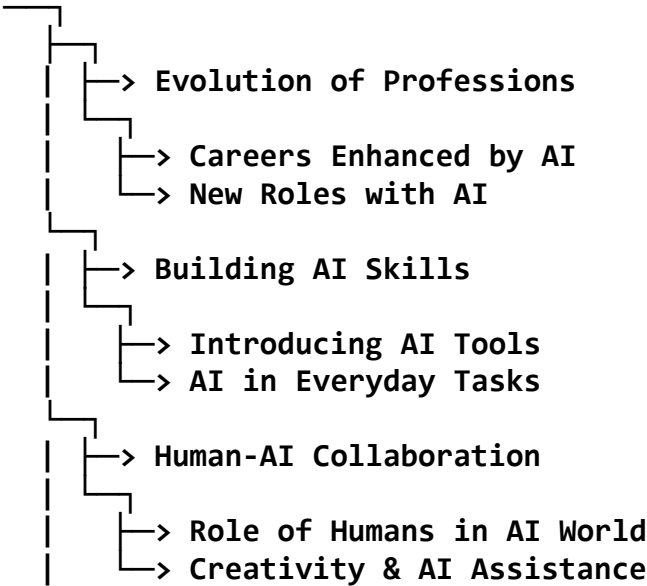 Evolution of Professions
Careers Enhanced by AI
New Roles with AI
Building AI Skills
Introducing AI Tools
AI in Everyday Tasks
Human-AI Collaboration
Role of Humans in AI World
Creativity & AI Assistance